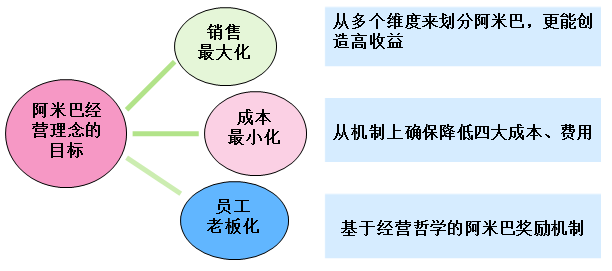 阿米巴经
营理念的
目标
销售
最大化
从多个维度来划分阿米巴，更能创
造高收益
成本
最小化
从机制上确保降低四大成本、费用
员工
老板化
基于经营哲学的阿米巴奖励机制